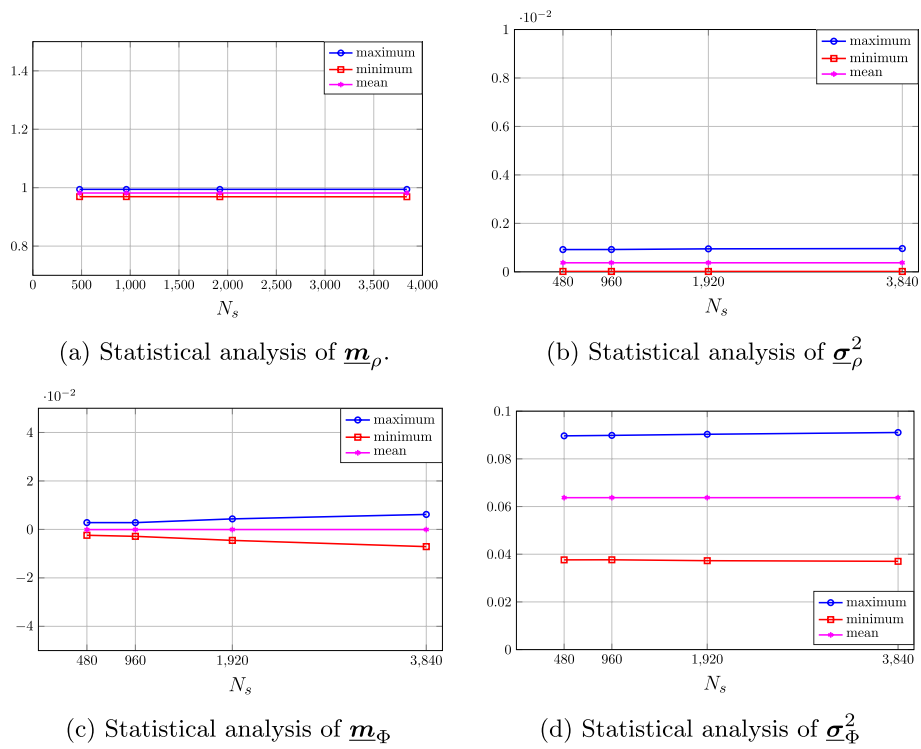 1.4
1.2
1
0.8
0 500 1,000 1,500 2,000 2,500 3,000 3,500 4,000
N_s
maximum
minimum
mean
(a) Statistical analysis of m_ρ.
·10⁻²
1
0.8
0.6
0.4
0.2
0
480 960 1,920 3,840
N_s
maximum
minimum
mean
(b) Statistical analysis of σ²_ρ
·10⁻²
4
2
0
−2
−4
480 960 1,920 3,840
N_s
maximum
minimum
mean
(c) Statistical analysis of m_Φ
0.1
0.08
0.06
0.04
0.02
0
480 960 1,920 3,840
N_s
maximum
minimum
mean
(d) Statistical analysis of σ²_Φ